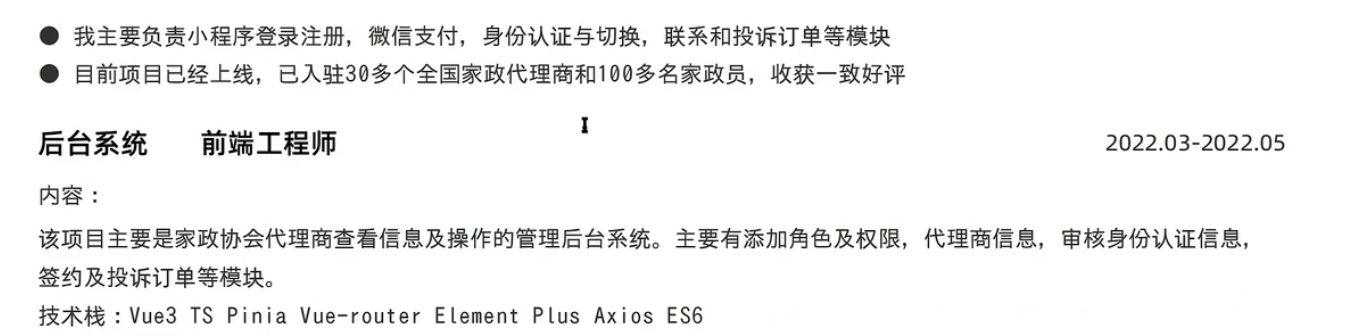 ● 我主要负责小程序登录注册，微信支付，身份认证与切换，联系和投诉订单等模块
● 目前项目已经上线，已入驻30多个全国家政代理商和100多名家政员，收获一致好评
后台系统 前端工程师 2022.03-2022.05
内容：
该项目主要是家政协会代理商查看信息及操作的管理后台系统。主要有添加角色及权限，代理商信息，审核身份认证信息，
签约及投诉订单等模块。
技术栈：Vue3 TS Pinia Vue-router Element Plus Axios ES6